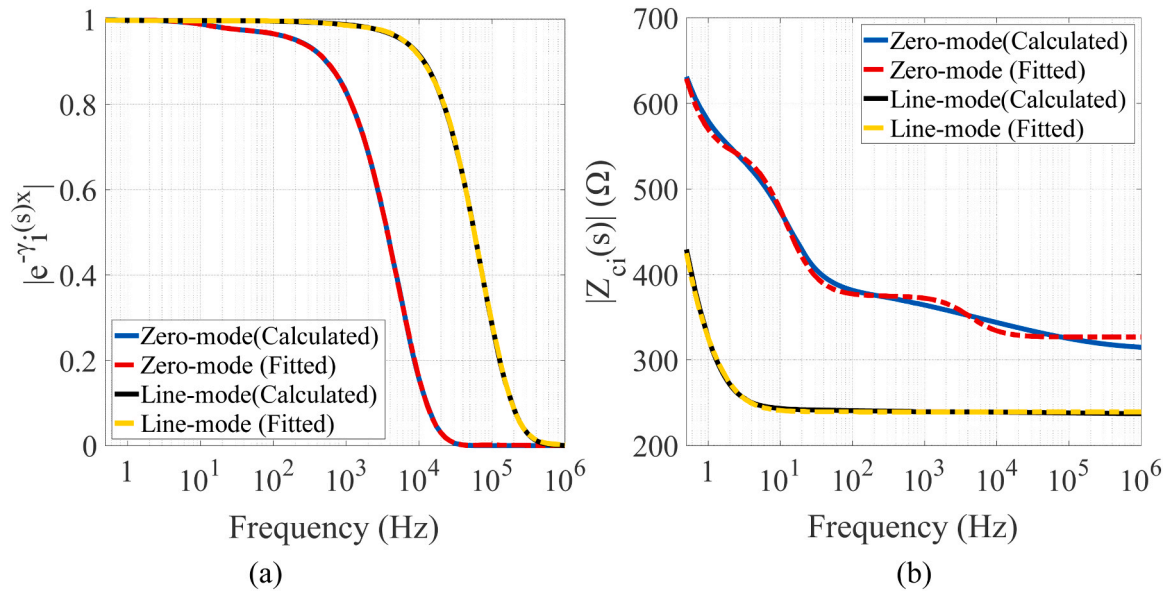 1
0.8
0.6
0.4
0.2
0
|e^{-γ_i(s)x}|
Zero-mode(Calculated)
Zero-mode (Fitted)
Line-mode(Calculated)
Line-mode (Fitted)
1 10^1 10^2 10^3 10^4 10^5 10^6
Frequency (Hz)
(a)
700
600
500
400
300
200
|Z_{ci}(s)| (Ω)
Zero-mode(Calculated)
Zero-mode (Fitted)
Line-mode(Calculated)
Line-mode (Fitted)
1 10^1 10^2 10^3 10^4 10^5 10^6
Frequency (Hz)
(b)